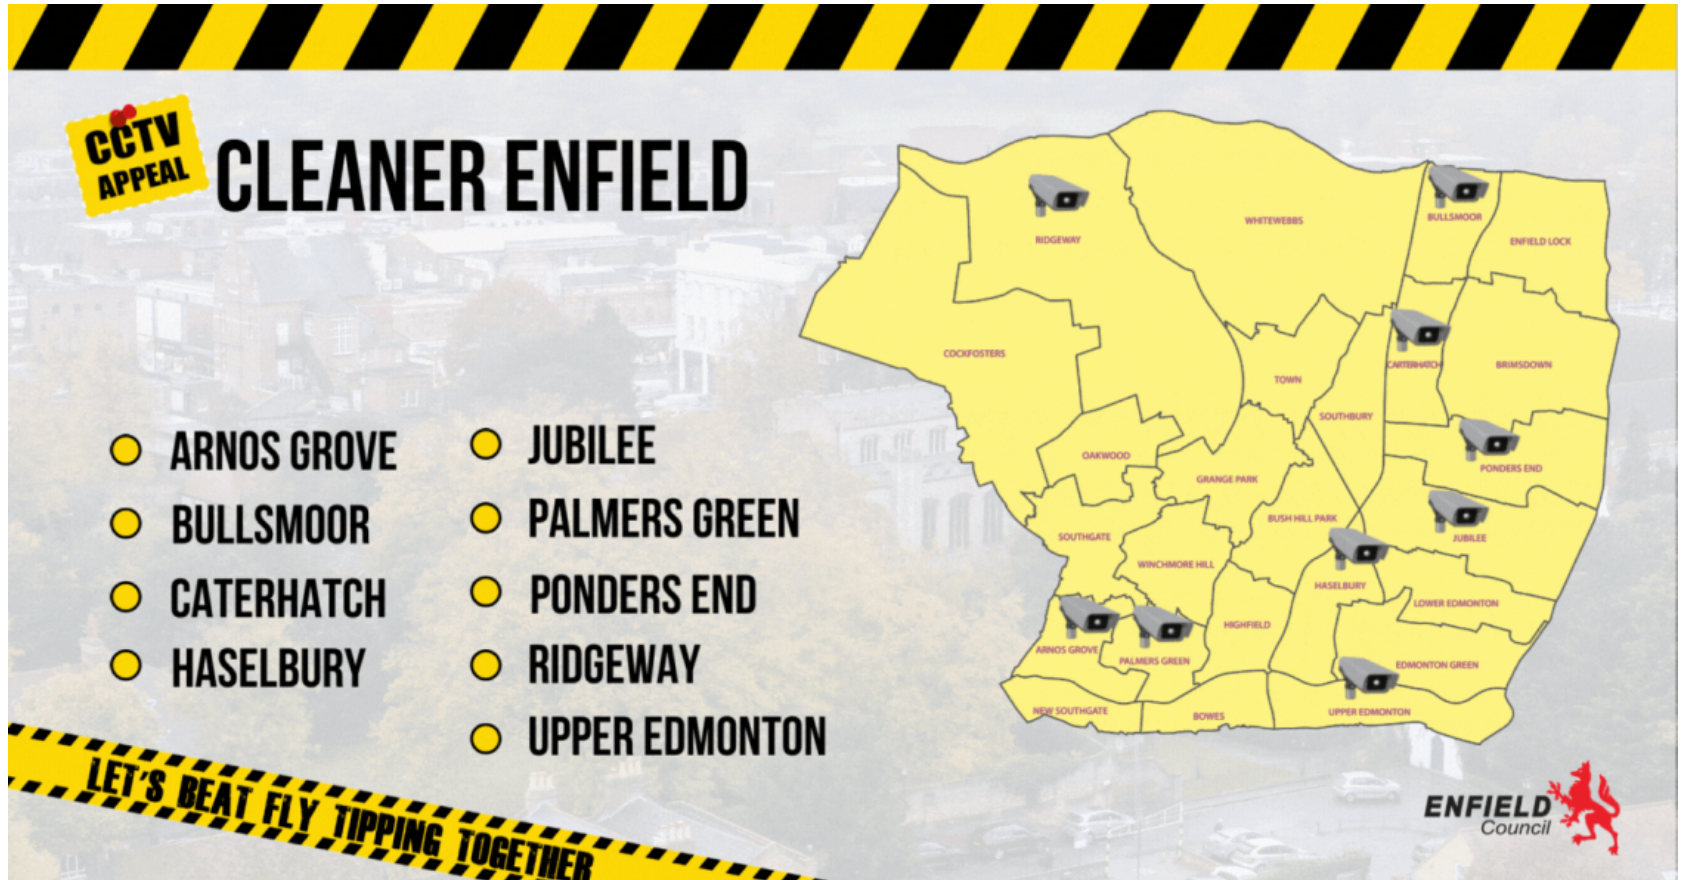 CCTV
APPEAL
CLEANER ENFIELD
ARNOS GROVE
BULLSMOOR
CATERHATCH
HASELBURY
JUBILEE
PALMERS GREEN
PONDERS END
RIDGEWAY
UPPER EDMONTON
LET'S BEAT FLY TIPPING TOGETHER
WHITEWEBBS
BULLSMOOR
RIDGEWAY
ENFIELD LOCK
COCKFOSTERS
CARTERHATCH
BRIMSDOWN
TOWN
SOUTHBURY
OAKWOOD
PONDERS END
GRANGE PARK
BUSH HILL PARK
SOUTHGATE
JUBILEE
WINCHMORE HILL
HASELBURY
LOWER EDMONTON
HIGHFIELD
ARNOS GROVE
PALMERS GREEN
EDMONTON GREEN
NEW SOUTHGATE
BOWES
UPPER EDMONTON
ENFIELD
Council